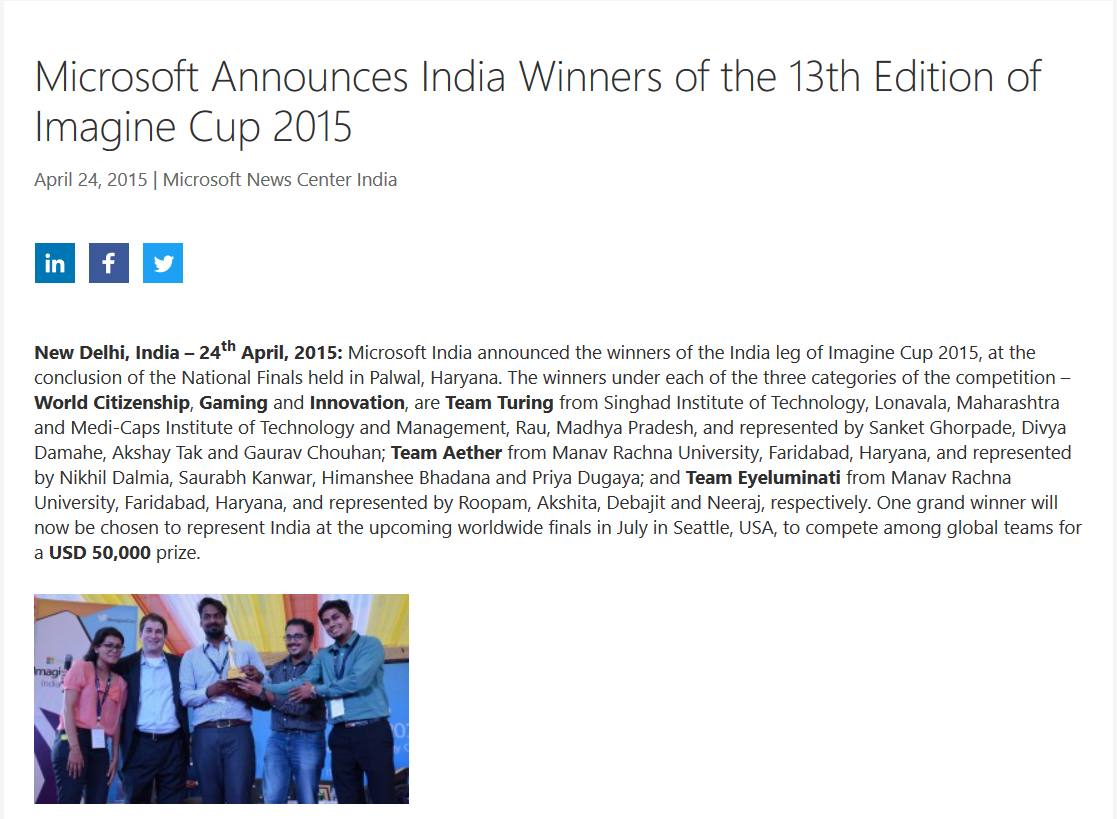 Microsoft Announces India Winners of the 13th Edition of
Imagine Cup 2015
April 24, 2015 | Microsoft News Center India
in f
New Delhi, India – 24th April, 2015: Microsoft India announced the winners of the India leg of Imagine Cup 2015, at the
conclusion of the National Finals held in Palwal, Haryana. The winners under each of the three categories of the competition –
World Citizenship, Gaming and Innovation, are Team Turing from Singhad Institute of Technology, Lonavala, Maharashtra
and Medi-Caps Institute of Technology and Management, Rau, Madhya Pradesh, and represented by Sanket Ghorpade, Divya
Damahe, Akshay Tak and Gaurav Chouhan; Team Aether from Manav Rachna University, Faridabad, Haryana, and represented
by Nikhil Dalmia, Saurabh Kanwar, Himanshee Bhadana and Priya Dugaya; and Team Eyeluminati from Manav Rachna
University, Faridabad, Haryana, and represented by Roopam, Akshita, Debajit and Neeraj, respectively. One grand winner will
now be chosen to represent India at the upcoming worldwide finals in July in Seattle, USA, to compete among global teams for
a USD 50,000 prize.